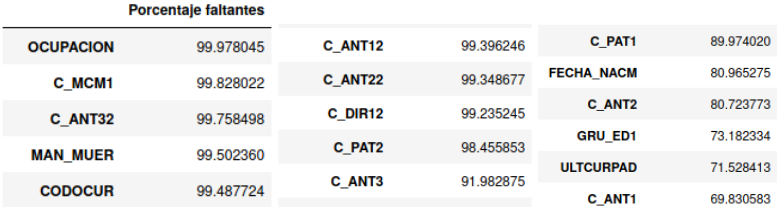 Porcentaje faltantes
OCUPACION 99.978045
C_MCM1 99.828022
C_ANT32 99.758498
MAN_MUER 99.502360
CODOCUR 99.487724
C_ANT12 99.396246
C_ANT22 99.348677
C_DIR12 99.235245
C_PAT2 98.455853
C_ANT3 91.982875
C_PAT1 89.974020
FECHA_NACM 80.965275
C_ANT2 80.723773
GRU_ED1 73.182334
ULTCURPAD 71.528413
C_ANT1 69.830583